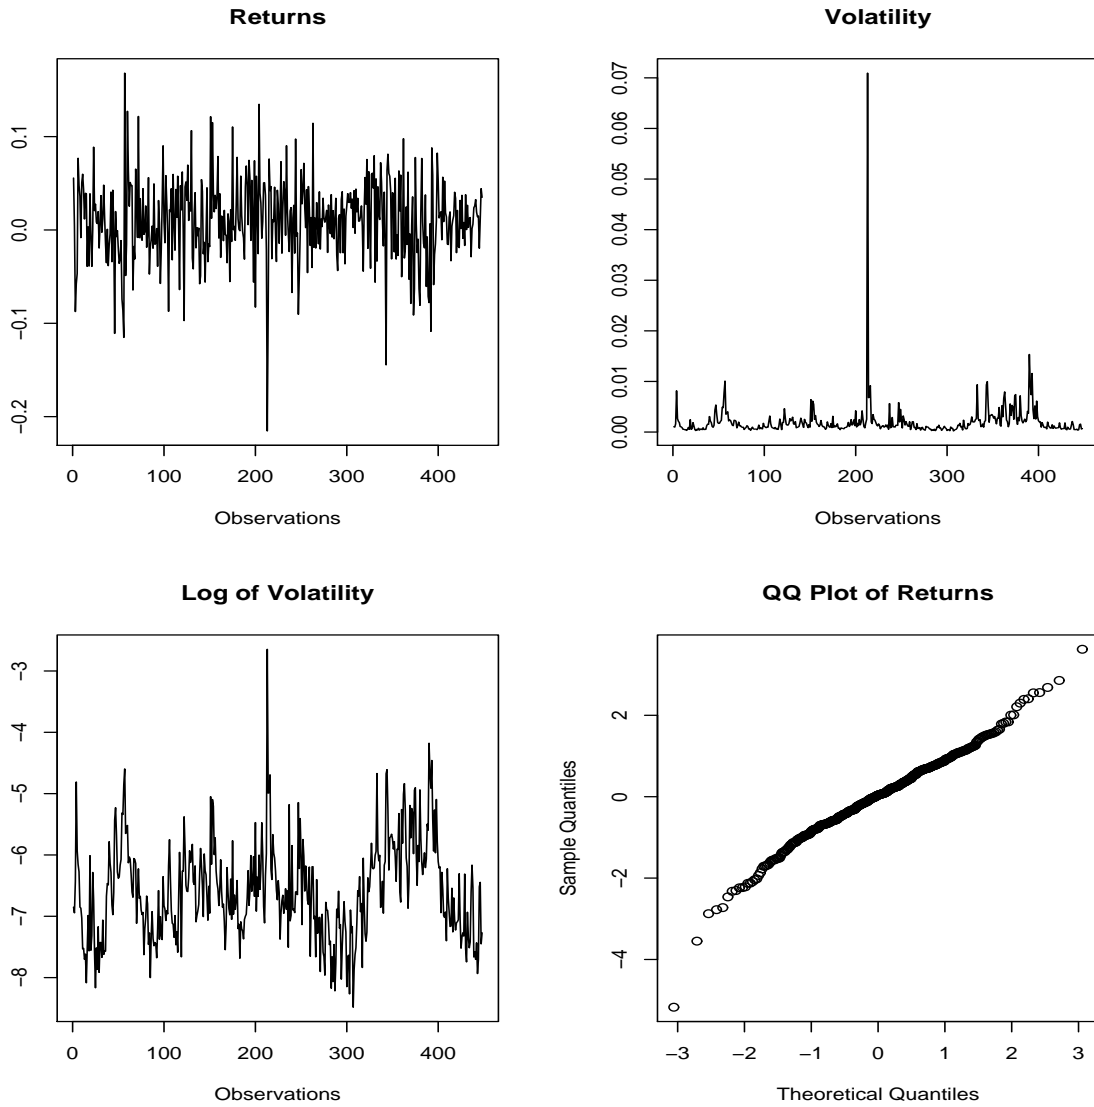 Returns
0.1
0.0
−0.1
−0.2
0 100 200 300 400
Observations
Volatility
0.07
0.06
0.05
0.04
0.03
0.02
0.01
0.00
0 100 200 300 400
Observations
Log of Volatility
−3
−4
−5
−6
−7
−8
0 100 200 300 400
Observations
QQ Plot of Returns
Sample Quantiles
2
0
−2
−4
−3 −2 −1 0 1 2 3
Theoretical Quantiles